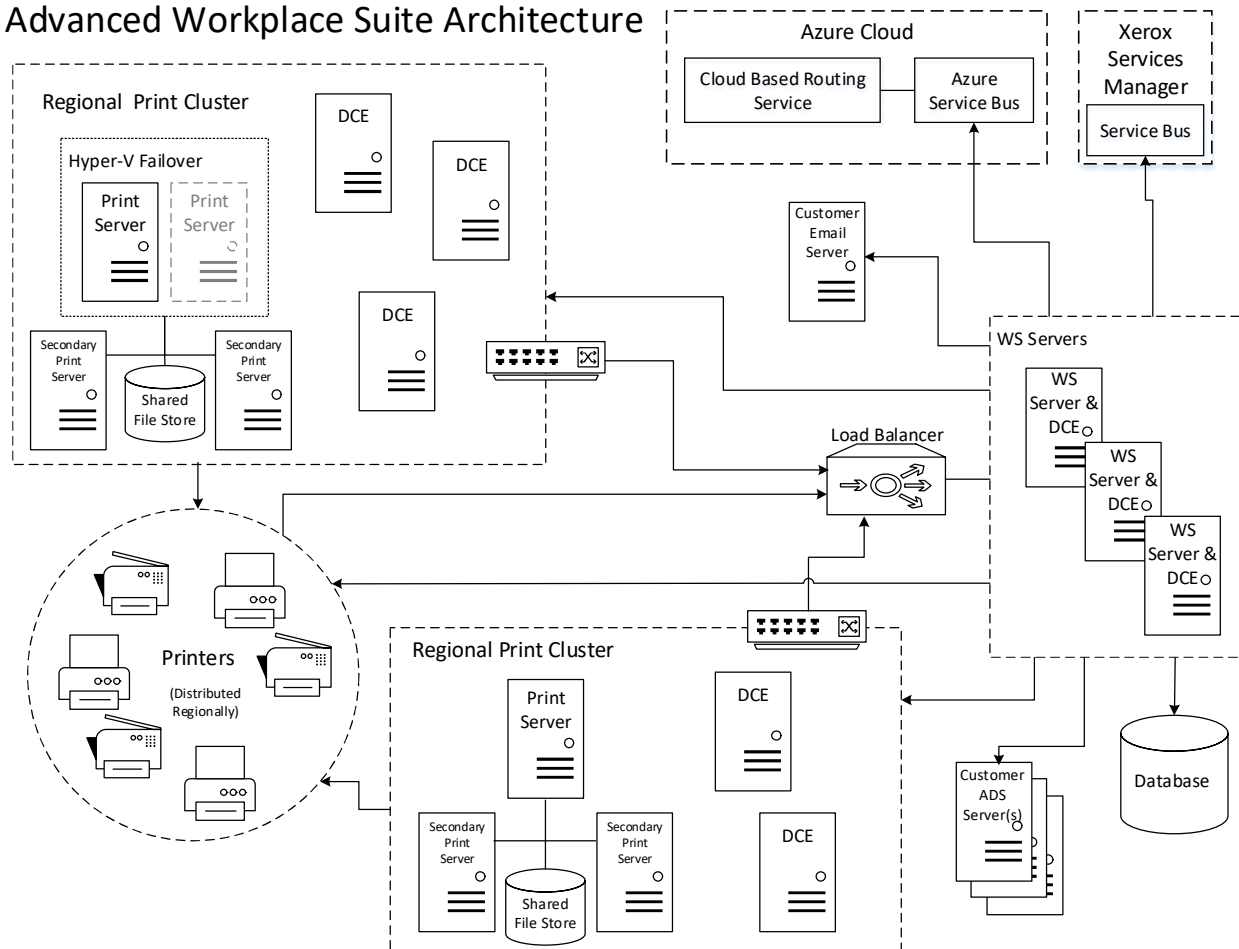 Advanced Workplace Suite Architecture
Azure Cloud
Cloud Based Routing
Service
Azure
Service Bus
Xerox
Services
Manager
Service Bus
Regional Print Cluster
Hyper-V Failover
Print
Server
Print
Server
DCE
DCE
DCE
Secondary
Print
Server
Shared
File Store
Secondary
Print
Server
Customer
Email
Server
WS Servers
WS
Server &
DCE
WS
Server &
DCE
WS
Server &
DCE
Load Balancer
Printers
(Distributed
Regionally)
Regional Print Cluster
Print
Server
DCE
Secondary
Print
Server
Secondary
Print
Server
DCE
Shared
File Store
Customer
ADS
Server(s)
Database